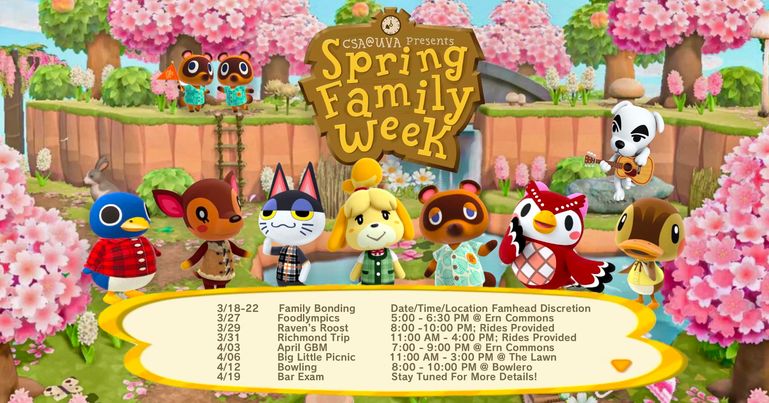 CSA@UVA Presents
Spring
Family
Week
3/18-22 Family Bonding Date/Time/Location Famhead Discretion
3/27 Foodlympics 5:00 - 6:30 PM @ Ern Commons
3/29 Raven's Roost 8:00 -10:00 PM; Rides Provided
3/31 Richmond Trip 11:00 AM - 4:00 PM; Rides Provided
4/03 April GBM 7:00 - 9:00 PM @ Ern Commons
4/06 Big Little Picnic 11:00 AM - 3:00 PM @ The Lawn
4/12 Bowling 8:00 - 10:00 PM @ Bowlero
4/19 Bar Exam Stay Tuned For More Details!